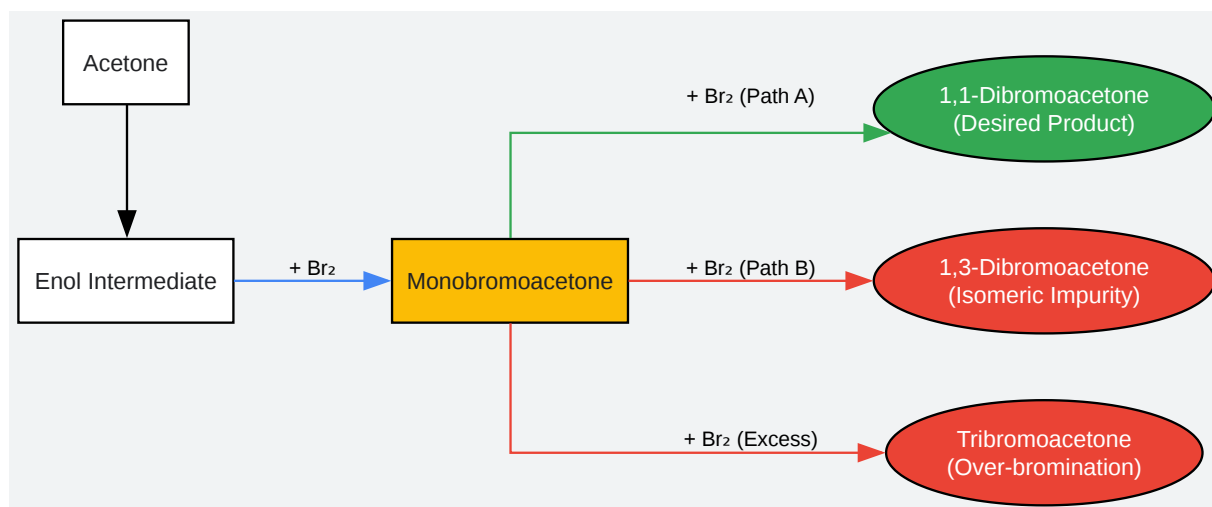 Acetone
Enol Intermediate
+ Br₂
Monobromoacetone
+ Br₂ (Path A)
1,1-Dibromoacetone
(Desired Product)
+ Br₂ (Path B)
1,3-Dibromoacetone
(Isomeric Impurity)
+ Br₂ (Excess)
Tribromoacetone
(Over-bromination)